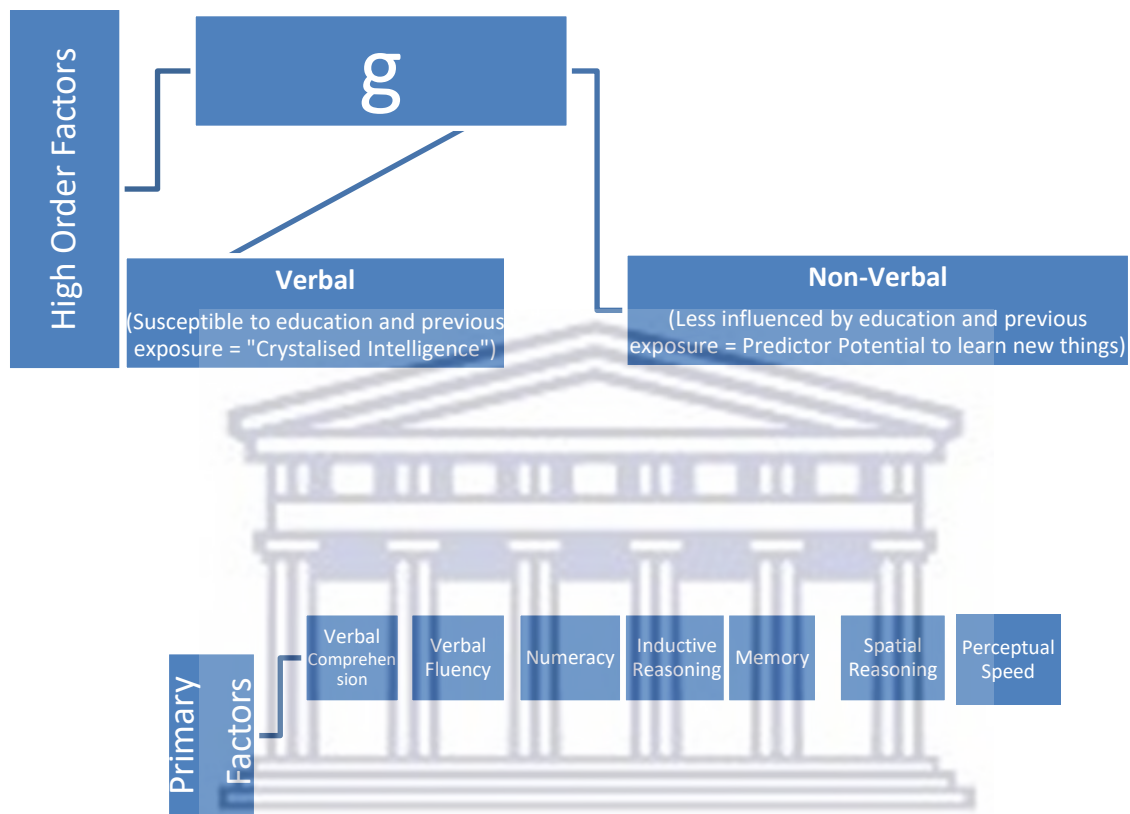 High Order Factors
g
Verbal
(Susceptible to education and previous
exposure = "Crystalised Intelligence")
Non-Verbal
(Less influenced by education and previous
exposure = Predictor Potential to learn new things)
Primary
Factors
Verbal
Comprehen
sion
Verbal
Fluency
Numeracy
Inductive
Reasoning
Memory
Spatial
Reasoning
Perceptual
Speed